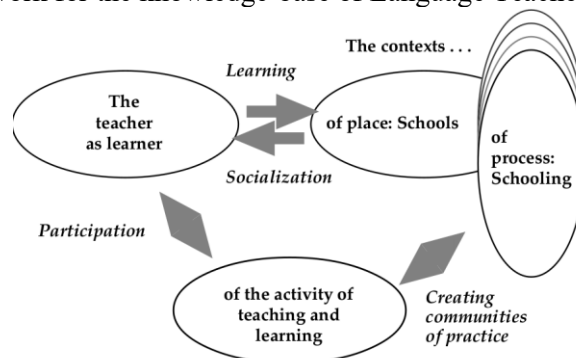 work for the knowledge-base of Language Teacher
The contexts . . .
Learning
The
teacher
as learner
of place: Schools
of
process:
Schooling
Socialization
Participation
of the activity of
teaching and
learning
Creating
communities
of practice